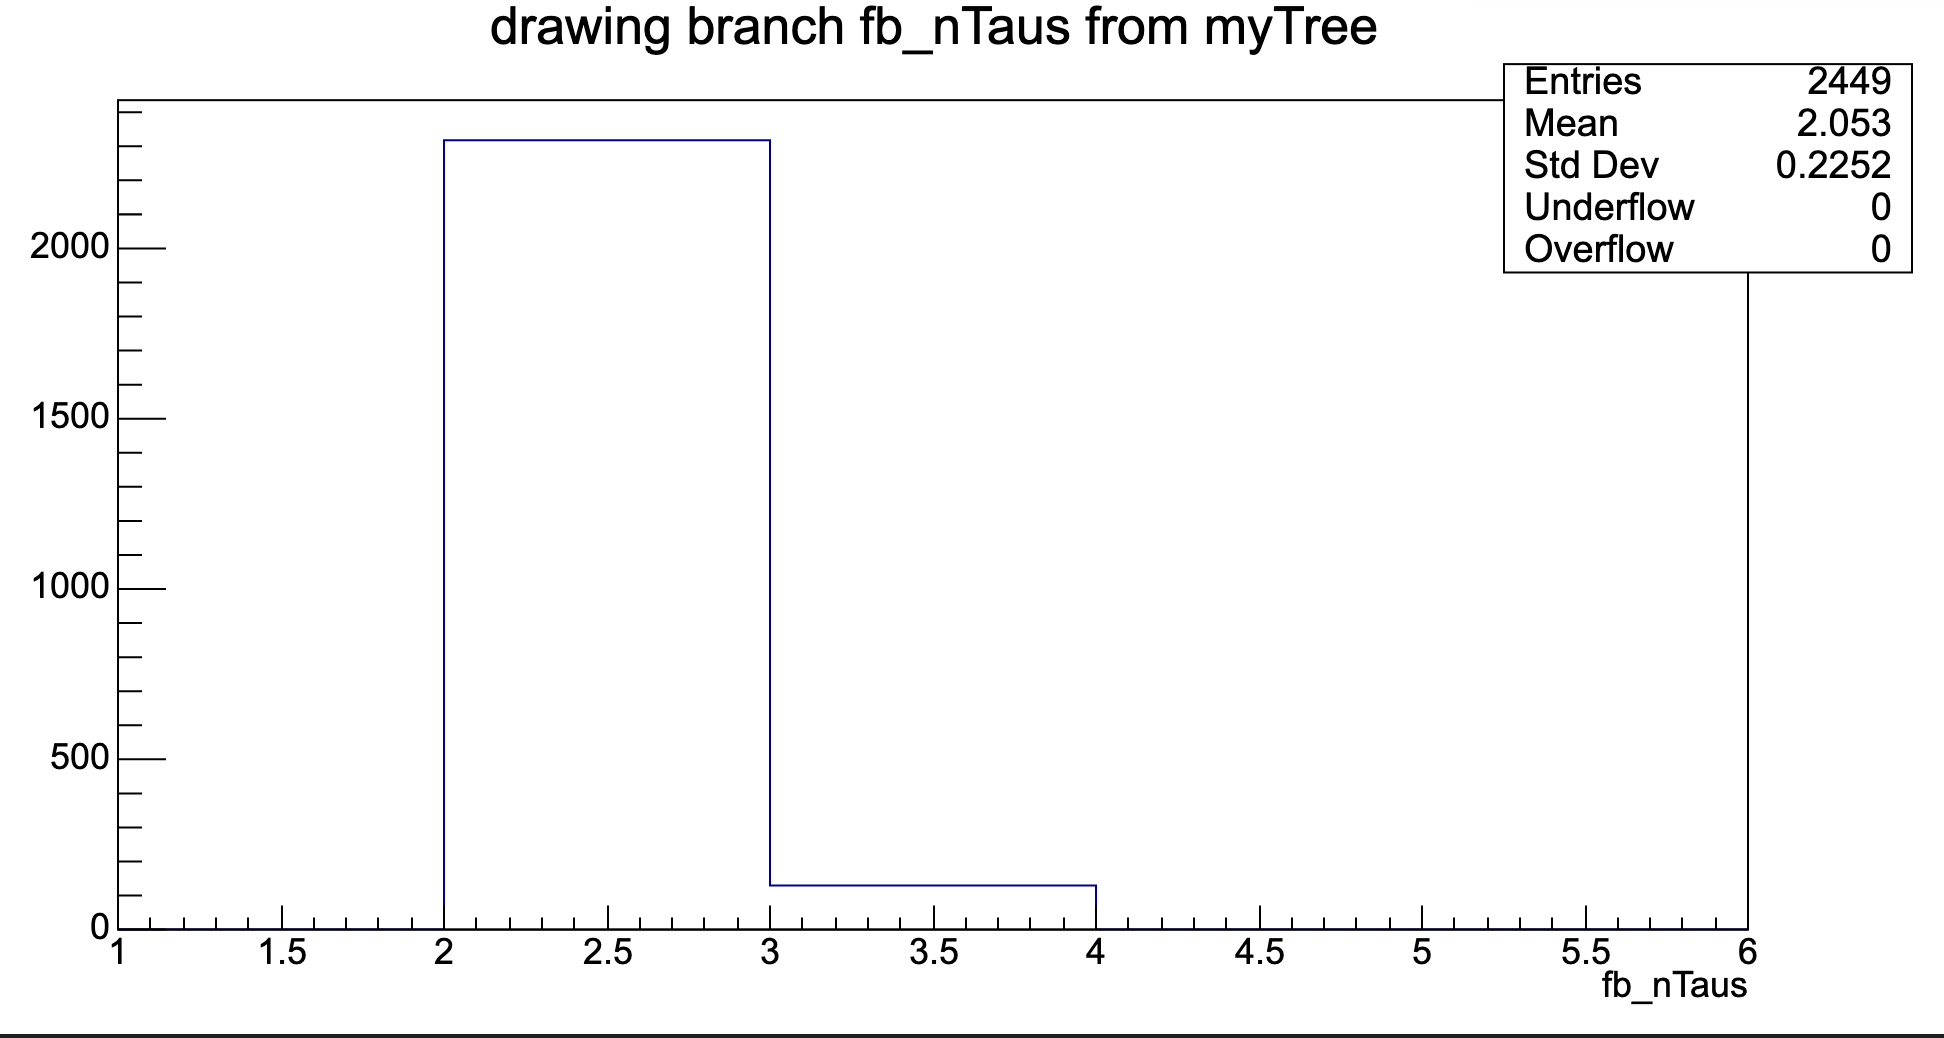 drawing branch fb_nTaus from myTree
Entries 2449
Mean 2.053
Std Dev 0.2252
Underflow 0
Overflow 0
2000
1500
1000
500
0
1 1.5 2 2.5 3 3.5 4 4.5 5 5.5 6
fb_nTaus